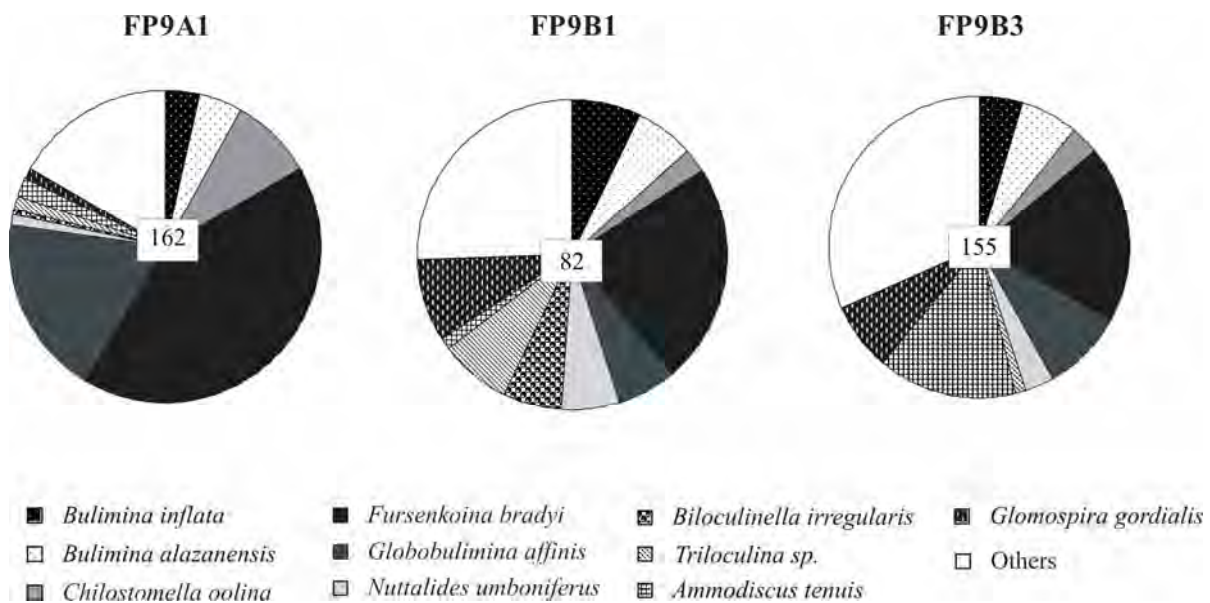 FP9A1 FP9B1 FP9B3
162 82 155
Bulimina inflata Fursenkoina bradyi Biloculinella irregularis Glomospira gordialis
Bulimina alazanensis Globobulimina affinis Triloculina sp. Others
Chilostomella oolina Nuttalides umboniferus Ammodiscus tenuis